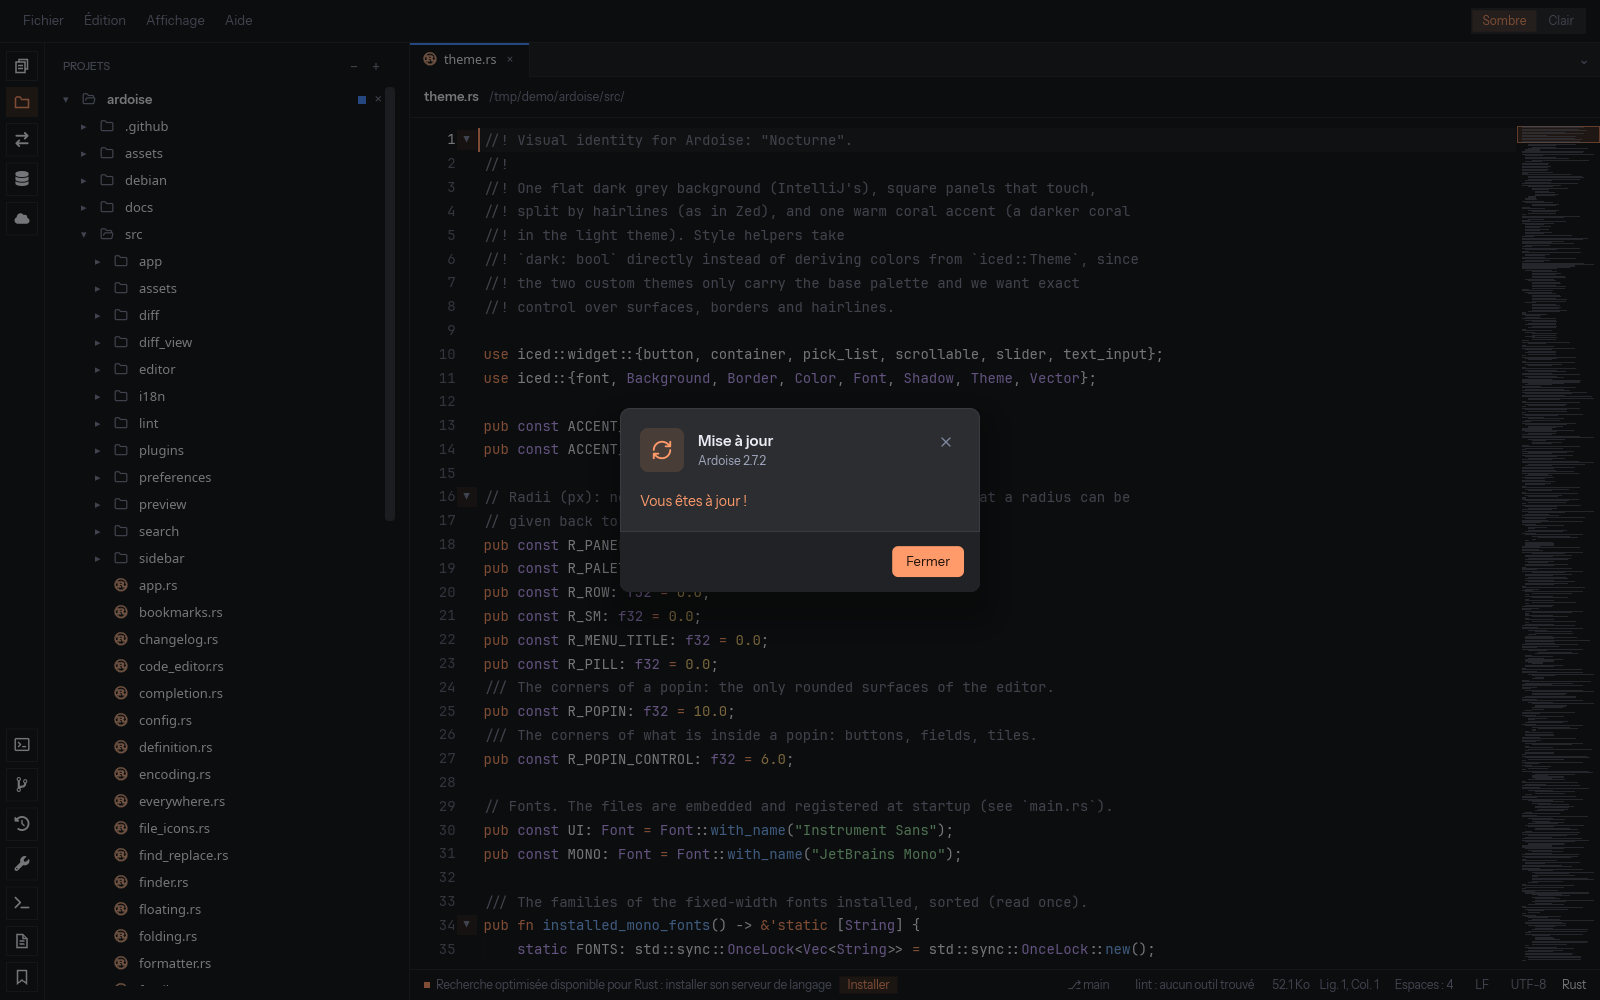 Fichier Édition Affichage Aide
Sombre Clair
PROJETS
ardoise
.github
assets
debian
docs
src
app
assets
diff
diff_view
editor
i18n
lint
plugins
preferences
preview
search
sidebar
app.rs
bookmarks.rs
changelog.rs
code_editor.rs
completion.rs
config.rs
definition.rs
encoding.rs
everywhere.rs
file_icons.rs
find_replace.rs
finder.rs
floating.rs
folding.rs
formatter.rs
theme.rs ×
theme.rs /tmp/demo/ardoise/src/
1 //! Visual identity for Ardoise: "Nocturne".
2 //!
3 //! One flat dark grey background (IntelliJ's), square panels that touch,
4 //! split by hairlines (as in Zed), and one warm coral accent (a darker coral
5 //! in the light theme). Style helpers take
6 //! `dark: bool` directly instead of deriving colors from `iced::Theme`, since
7 //! the two custom themes only carry the base palette and we want exact
8 //! control over surfaces, borders and hairlines.
9
10 use iced::widget::{button, container, pick_list, scrollable, slider, text_input};
11 use iced::{font, Background, Border, Color, Font, Shadow, Theme, Vector};
12
13 pub const ACCENT_
14 pub const ACCENT_
15
16 // Radii (px): at a radius can be
17 // given back to
18 pub const R_PANE
19 pub const R_PALE
20 pub const R_ROW: f32 = 0.0;
21 pub const R_SM: f32 = 0.0;
22 pub const R_MENU_TITLE: f32 = 0.0;
23 pub const R_PILL: f32 = 0.0;
24 /// The corners of a popin: the only rounded surfaces of the editor.
25 pub const R_POPIN: f32 = 10.0;
26 /// The corners of what is inside a popin: buttons, fields, tiles.
27 pub const R_POPIN_CONTROL: f32 = 6.0;
28
29 // Fonts. The files are embedded and registered at startup (see `main.rs`).
30 pub const UI: Font = Font::with_name("Instrument Sans");
31 pub const MONO: Font = Font::with_name("JetBrains Mono");
32
33 /// The families of the fixed-width fonts installed, sorted (read once).
34 pub fn installed_mono_fonts() -> &'static [String] {
35 static FONTS: std::sync::OnceLock<Vec<String>> = std::sync::OnceLock::new();
Mise à jour
Ardoise 2.7.2
Vous êtes à jour !
Fermer
Recherche optimisée disponible pour Rust : installer son serveur de langage Installer
main lint : aucun outil trouvé 52.1 Ko Lig. 1, Col. 1 Espaces : 4 LF UTF-8 Rust